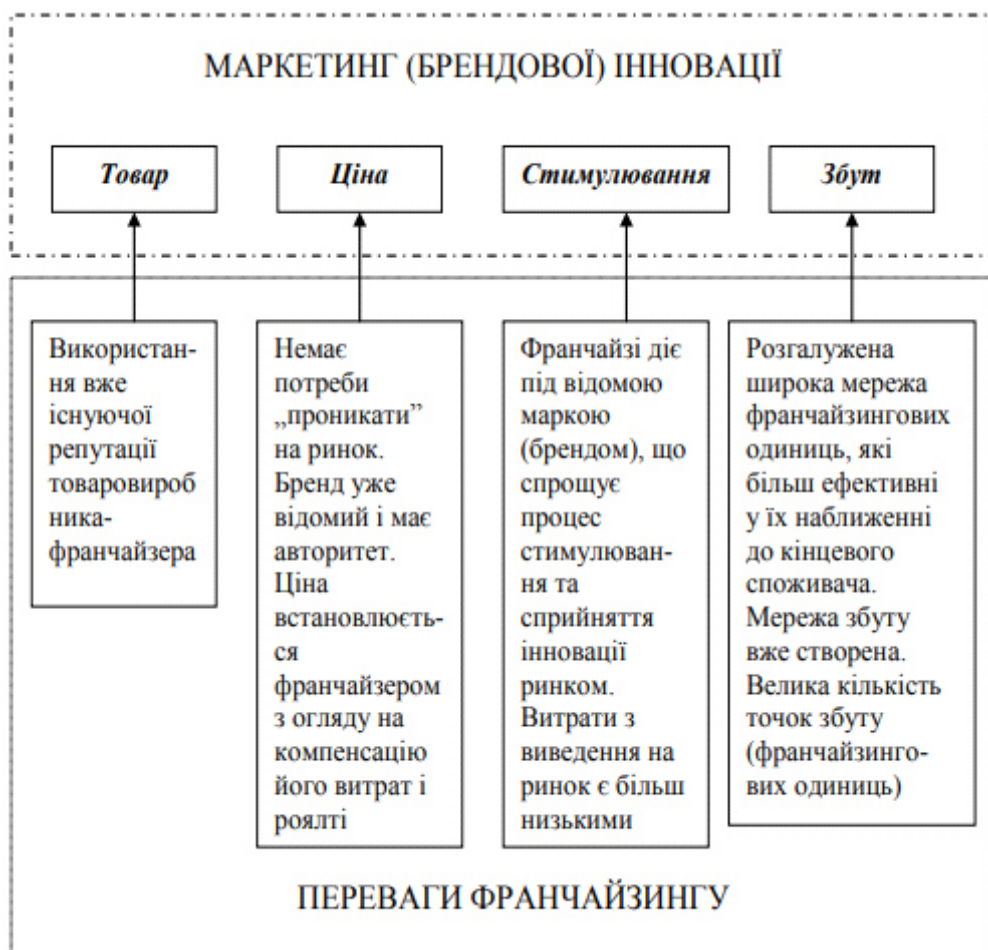 МАРКЕТИНГ (БРЕНДОВОЇ) ІННОВАЦІЇ
Товар
Ціна
Стимулювання
Збут
Використан-
ня вже
існуючої
репутації
товаровироб
ника-
франчайзера
Немає
потреби
„проникати”
на ринок.
Бренд уже
відомий і має
авторитет.
Ціна
встановлюєть-
ся
франчайзером
з огляду на
компенсацію
його витрат і
роялті
Франчайзі діє
під відомою
маркою
(брендом), що
спрощує
процес
стимулюван-
ня та
сприйняття
інновації
ринком.
Витрати з
виведення на
ринок є більш
низькими
Розгалужена
широка мережа
франчайзингових
одиниць, які
більш ефективні
у їх наближенні
до кінцевого
споживача.
Мережа збуту
вже створена.
Велика кількість
точок збуту
(франчайзинго-
вих одиниць)
ПЕРЕВАГИ ФРАНЧАЙЗИНГУ